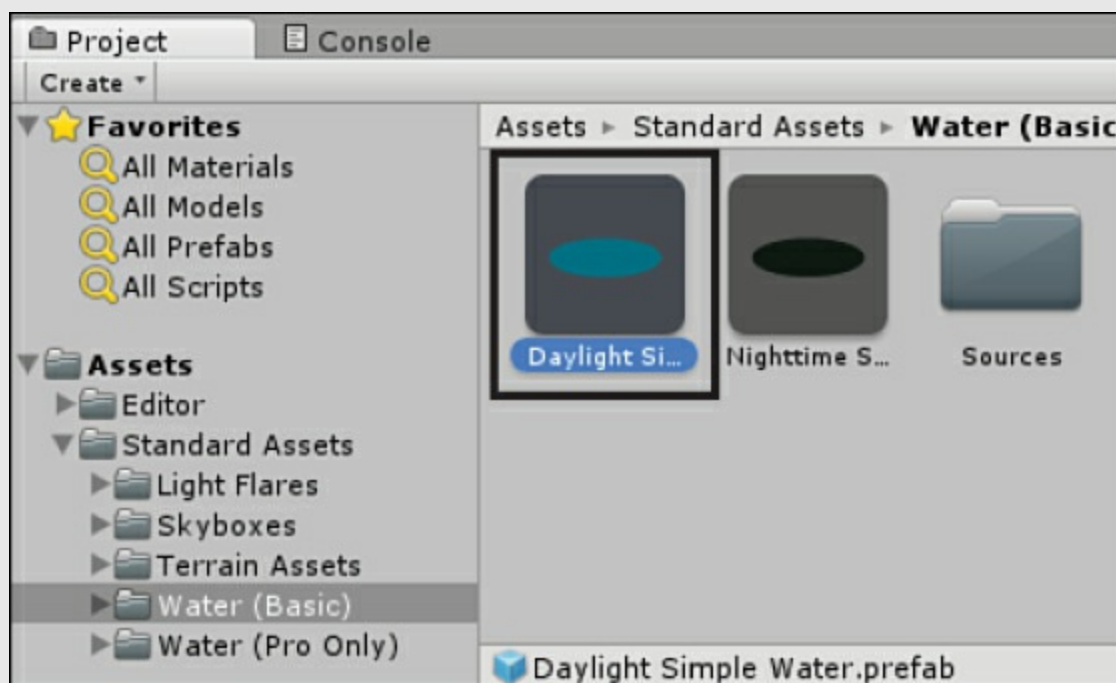 Project
Console
Create
Favorites
All Materials
All Models
All Prefabs
All Scripts
Assets
Editor
Standard Assets
Light Flares
Skyboxes
Terrain Assets
Water (Basic)
Water (Pro Only)
Assets ▸ Standard Assets ▸ Water (Basic
Daylight Si...
Nighttime S...
Sources
Daylight Simple Water.prefab